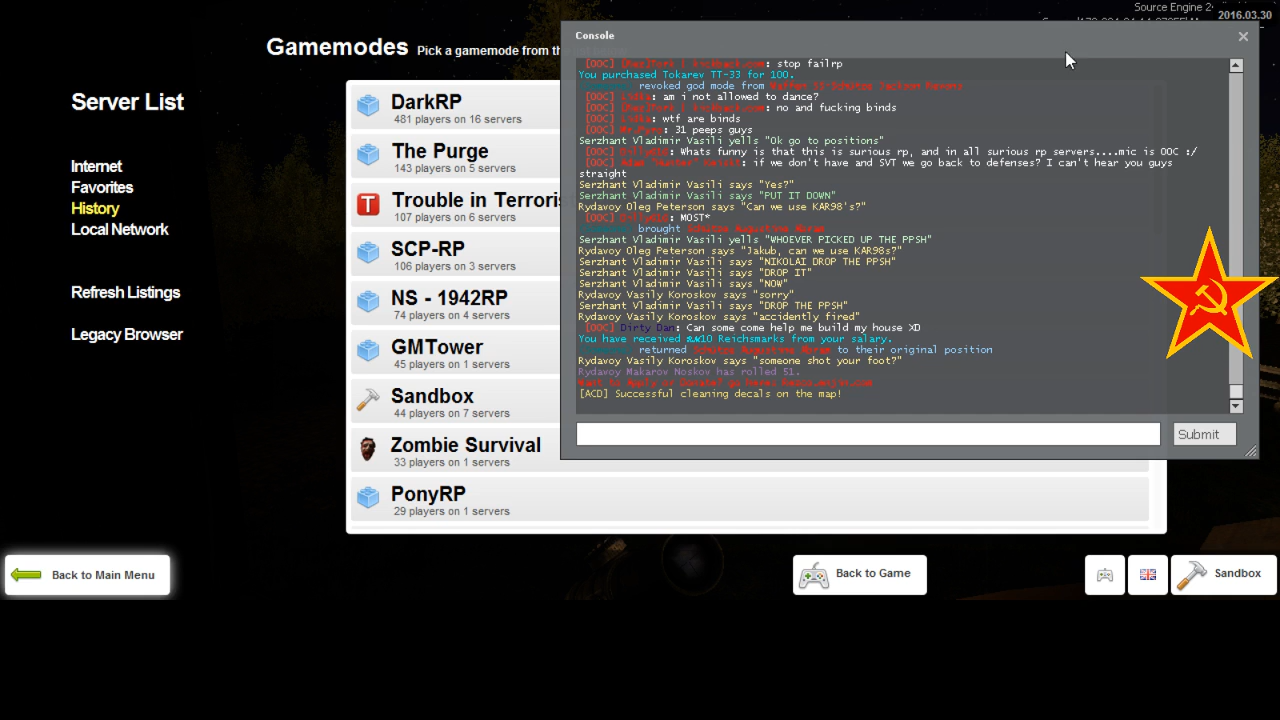 Source Engine 2
2016.03.30
Gamemodes Pick a gamemode from th
Server List
Internet
Favorites
History
Local Network
Refresh Listings
Legacy Browser
DarkRP
481 players on 16 servers
The Purge
143 players on 5 servers
T Trouble in Terroris
107 players on 6 servers
SCP-RP
106 players on 3 servers
NS - 1942RP
74 players on 4 servers
GMTower
45 players on 1 servers
Sandbox
44 players on 7 servers
Zombie Survival
33 players on 1 servers
PonyRP
29 players on 1 servers
Console
[OOC] kickback.com: stop failrp
You purchased Tokarev TT-33 for 100.
revoked god mode from
[OOC] : am i not allowed to dance?
[OOC] kickback.com: no and fucking binds
[OOC] : wtf are binds
[OOC] : 31 peeps guys
Serzhant Vladimir Vasili yells "Ok go to positions"
[OOC] : Whats funny is that this is surious rp, and in all surious rp servers....mic is OOC :/
[OOC] : if we don't have and SVT we go back to defenses? I can't hear you guys
straight
Serzhant Vladimir Vasili says "Yes?"
Serzhant Vladimir Vasili says "PUT IT DOWN"
Rydavoy Oleg Peterson says "Can we use KAR98's?"
[OOC] : MOST*
brought
Serzhant Vladimir Vasili yells "WHOEVER PICKED UP THE PPSH"
Rydavoy Oleg Peterson says "Jakub, can we use KAR98s?"
Serzhant Vladimir Vasili says "NIKOLAI DROP THE PPSH"
Serzhant Vladimir Vasili says "DROP IT"
Serzhant Vladimir Vasili says "NOW"
Rydavoy Vasily Koroskov says "sorry"
Serzhant Vladimir Vasili says "DROP THE PPSH"
Rydavoy Vasily Koroskov says "accidently fired"
[OOC] Dirty Dan: Can some come help me build my house XD
You have received 10 Reichsmarks from your salary.
returned to their original position
Rydavoy Vasily Koroskov says "someone shot your foot?"
Rydavoy Makarov Noskov has rolled 51.
Want to Apply or Donate? go here:
[ACD] Successful cleaning decals on the map!
Submit
Back to Main Menu
Back to Game
Sandbox